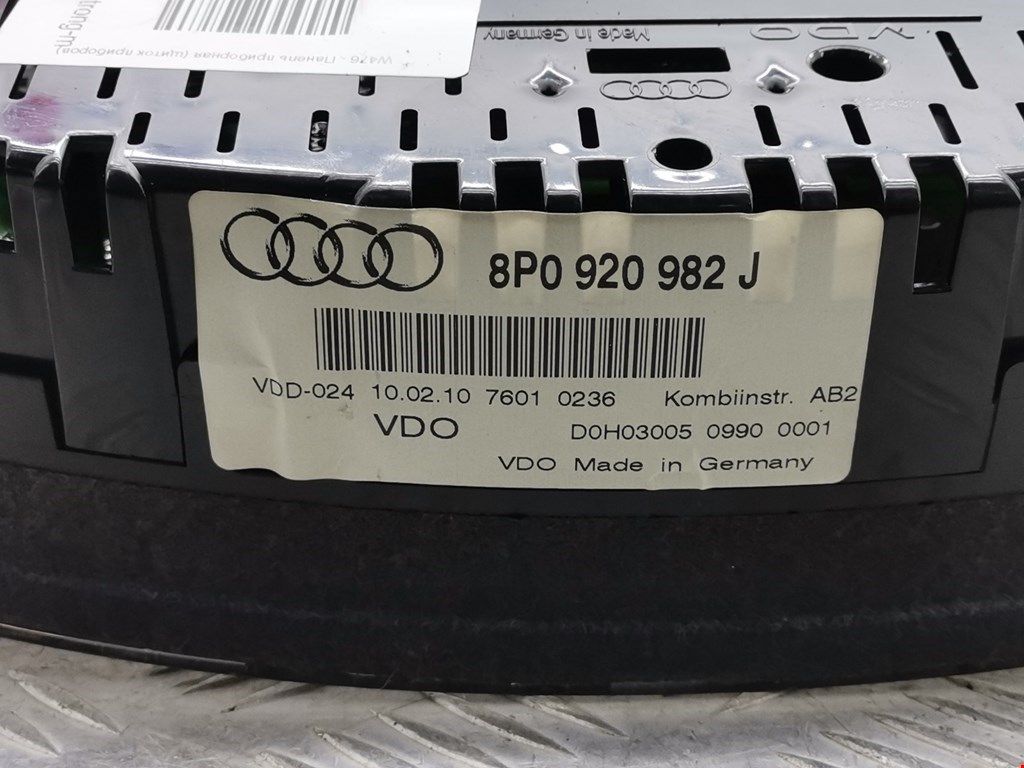 trong-m
W476 - Панель приборная (щиток приборов)
Made in Germany
VDO
8P0 920 982 J
VDD-024 10.02.10 7601 0236 Kombiinstr. AB2
VDO D0H03005 0990 0001
VDO Made in Germany